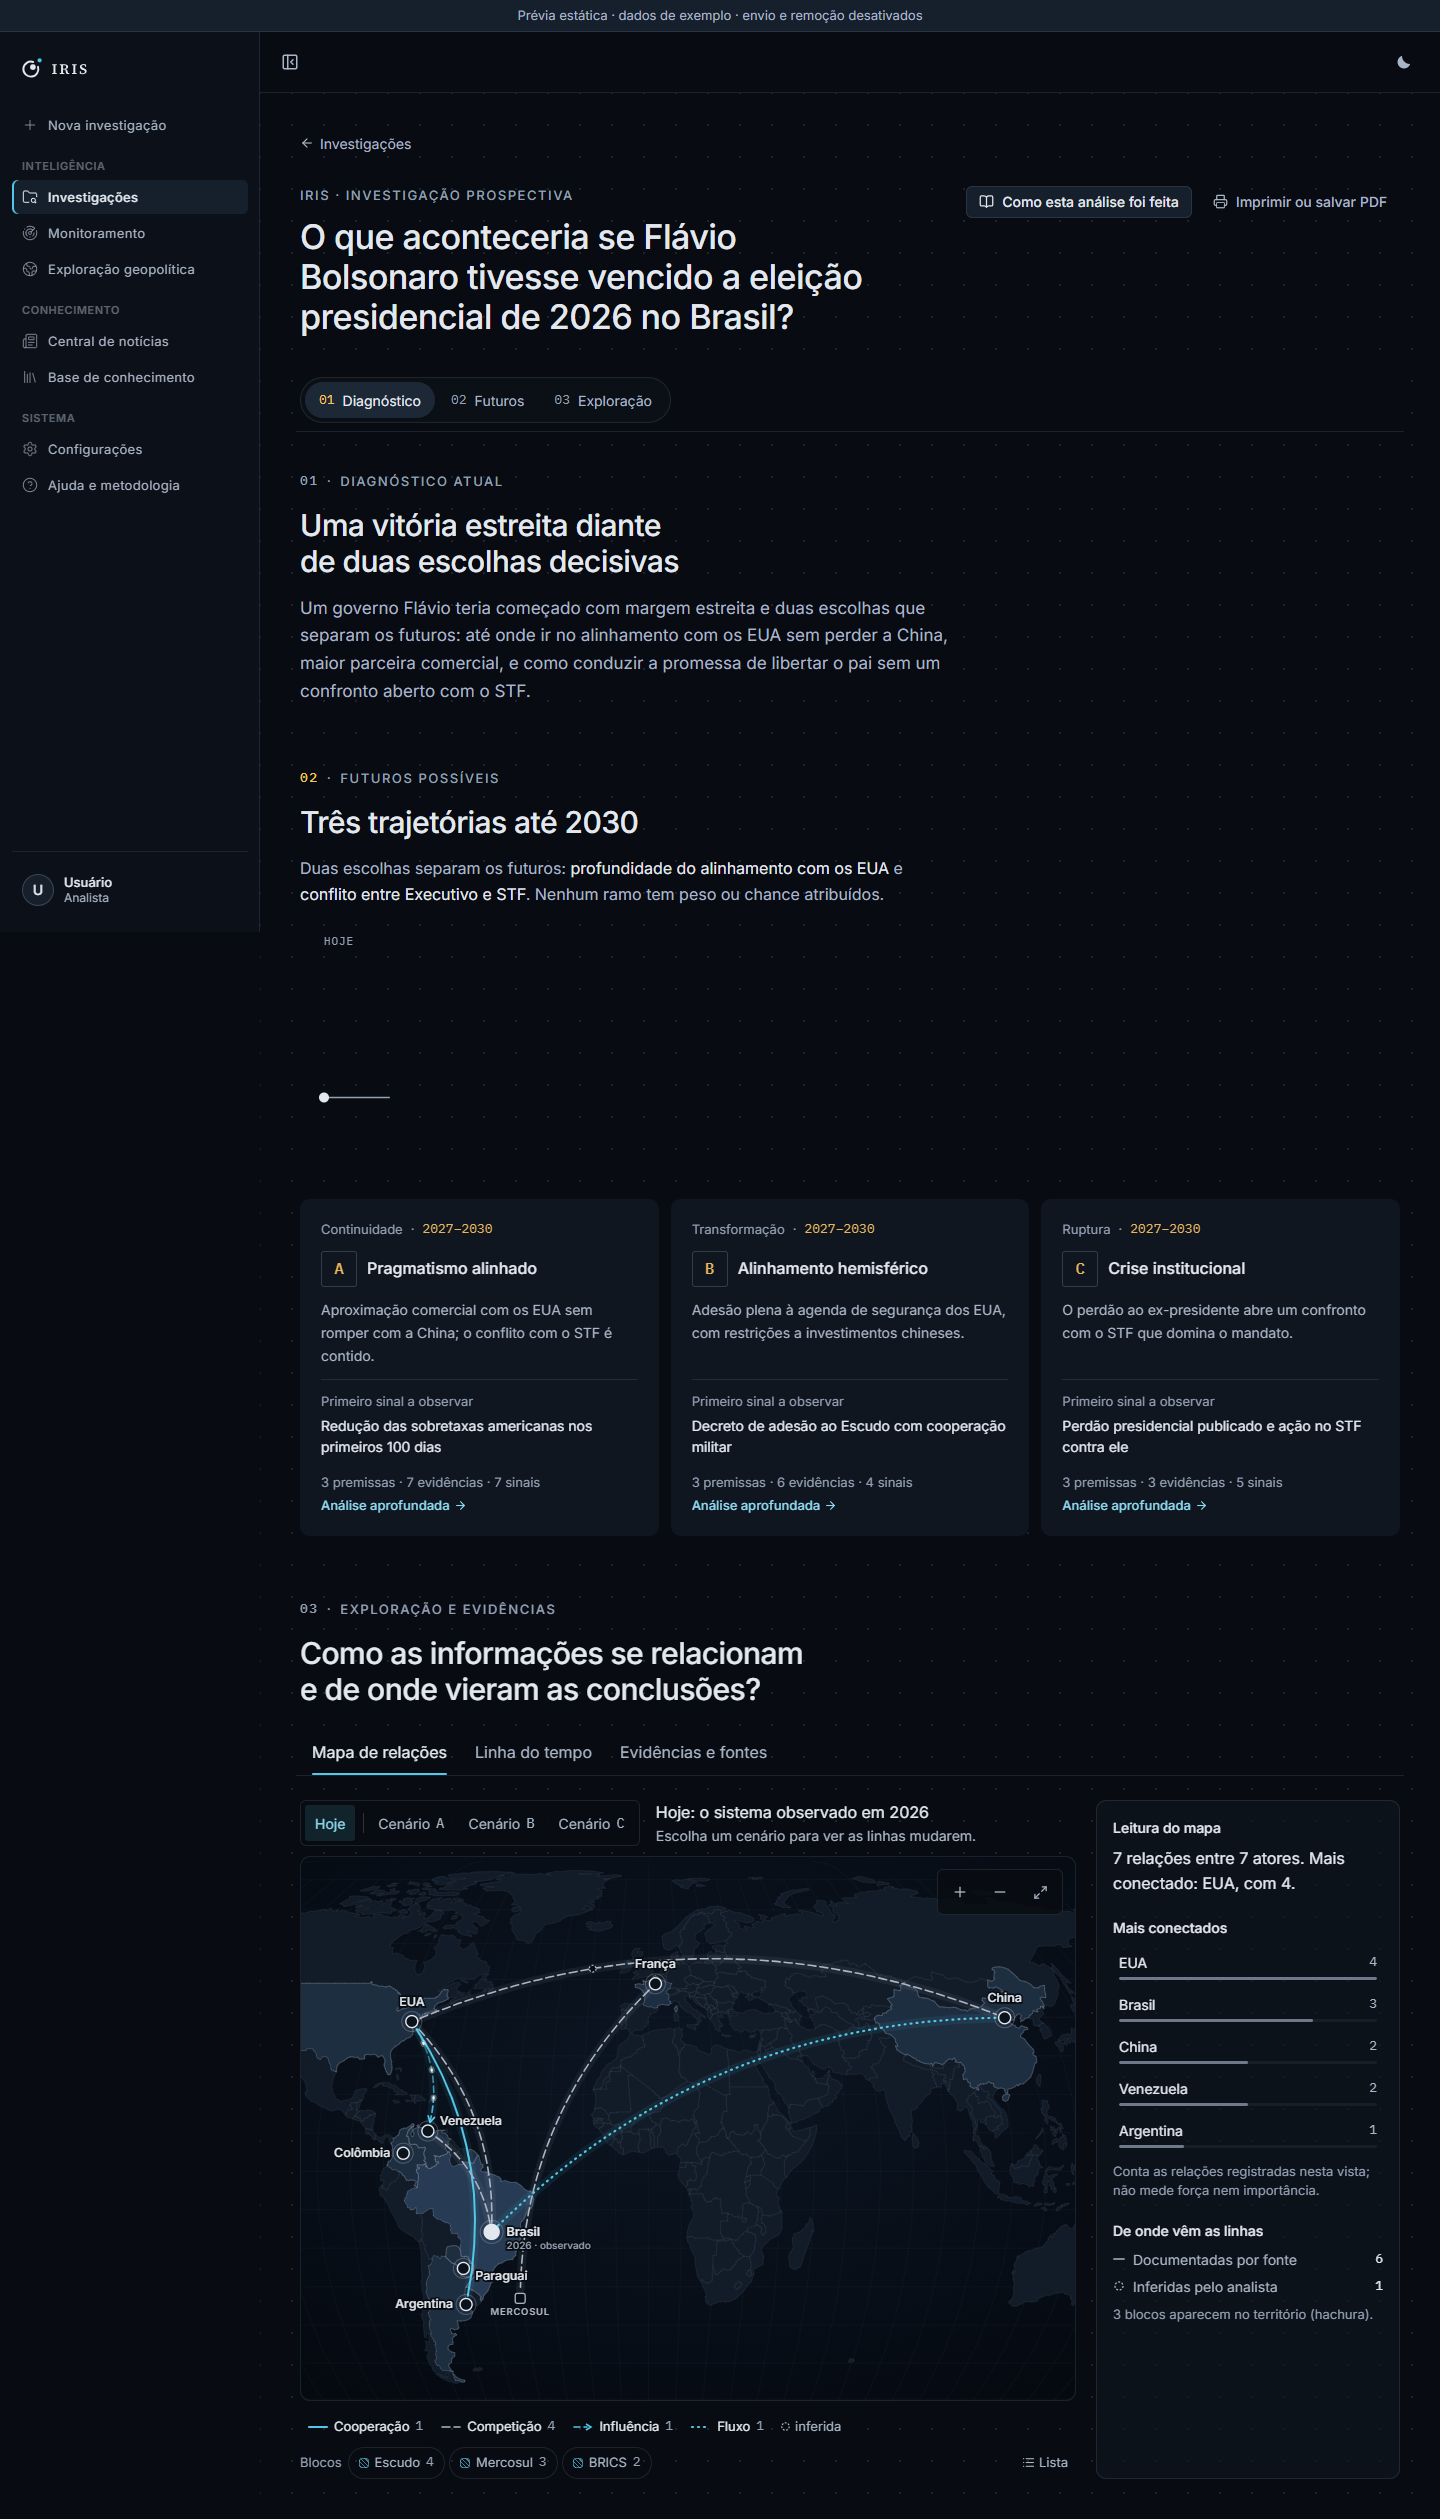 Prévia estática · dados de exemplo · envio e remoção desativados
IRIS
Nova investigação
INTELIGÊNCIA
Investigações
Monitoramento
Exploração geopolítica
CONHECIMENTO
Central de notícias
Base de conhecimento
SISTEMA
Configurações
Ajuda e metodologia
U
Usuário
Analista
Investigações
IRIS · INVESTIGAÇÃO PROSPECTIVA
Como esta análise foi feita
Imprimir ou salvar PDF
O que aconteceria se Flávio
Bolsonaro tivesse vencido a eleição
presidencial de 2026 no Brasil?
01 Diagnóstico
02 Futuros
03 Exploração
01 · DIAGNÓSTICO ATUAL
Uma vitória estreita diante
de duas escolhas decisivas
Um governo Flávio teria começado com margem estreita e duas escolhas que
separam os futuros: até onde ir no alinhamento com os EUA sem perder a China,
maior parceira comercial, e como conduzir a promessa de libertar o pai sem um
confronto aberto com o STF.
02 · FUTUROS POSSÍVEIS
Três trajetórias até 2030
Duas escolhas separam os futuros: profundidade do alinhamento com os EUA e
conflito entre Executivo e STF. Nenhum ramo tem peso ou chance atribuídos.
HOJE
Continuidade · 2027–2030
A Pragmatismo alinhado
Aproximação comercial com os EUA sem
romper com a China; o conflito com o STF é
contido.
Primeiro sinal a observar
Redução das sobretaxas americanas nos
primeiros 100 dias
3 premissas · 7 evidências · 7 sinais
Análise aprofundada →
Transformação · 2027–2030
B Alinhamento hemisférico
Adesão plena à agenda de segurança dos EUA,
com restrições a investimentos chineses.
Primeiro sinal a observar
Decreto de adesão ao Escudo com cooperação
militar
3 premissas · 6 evidências · 4 sinais
Análise aprofundada →
Ruptura · 2027–2030
C Crise institucional
O perdão ao ex-presidente abre um confronto
com o STF que domina o mandato.
Primeiro sinal a observar
Perdão presidencial publicado e ação no STF
contra ele
3 premissas · 3 evidências · 5 sinais
Análise aprofundada →
03 · EXPLORAÇÃO E EVIDÊNCIAS
Como as informações se relacionam
e de onde vieram as conclusões?
Mapa de relações
Linha do tempo
Evidências e fontes
Hoje
Cenário A
Cenário B
Cenário C
Hoje: o sistema observado em 2026
Escolha um cenário para ver as linhas mudarem.
França
EUA
China
Venezuela
Colômbia
Brasil
2026 · observado
Paraguai
Argentina
MERCOSUL
Cooperação 1
Competição 4
Influência 1
Fluxo 1
inferida
Blocos
Escudo 4
Mercosul 3
BRICS 2
Lista
Leitura do mapa
7 relações entre 7 atores. Mais
conectado: EUA, com 4.
Mais conectados
EUA 4
Brasil 3
China 2
Venezuela 2
Argentina 1
Conta as relações registradas nesta vista;
não mede força nem importância.
De onde vêm as linhas
Documentadas por fonte 6
Inferidas pelo analista 1
3 blocos aparecem no território (hachura).